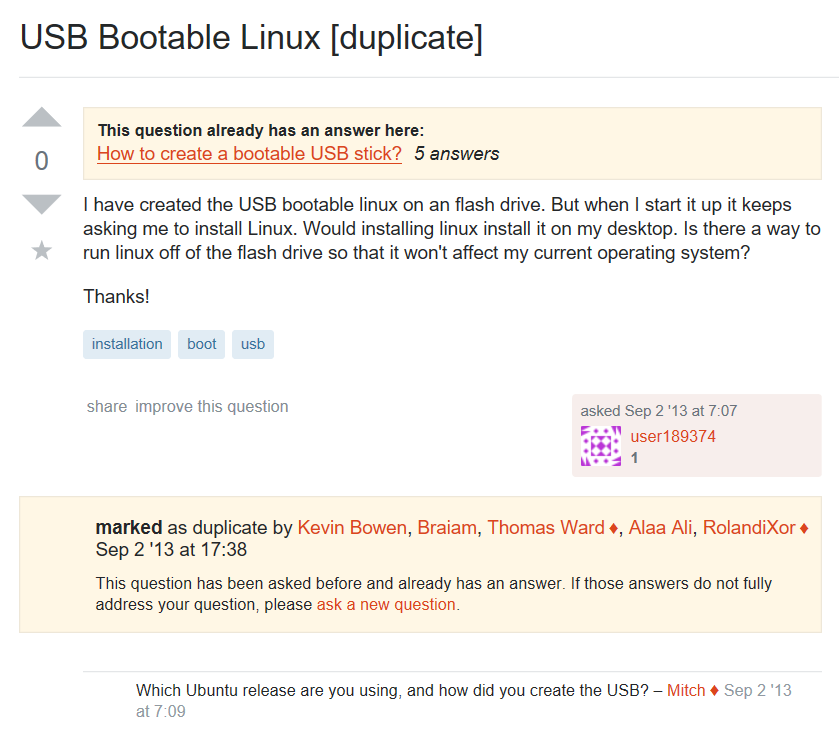 USB Bootable Linux [duplicate]
This question already has an answer here:
0
How to create a bootable USB stick? 5 answers
I have created the USB bootable linux on an flash drive. But when I start it up it keeps
asking me to install Linux. Would installing linux install it on my desktop. Is there a way to
run linux off of the flash drive so that it won't affect my current operating system?
Thanks!
installation boot usb
share improve this question
asked Sep 2 '13 at 7:07
user189374
1
marked as duplicate by Kevin Bowen, Braiam, Thomas Ward ♦, Alaa Ali, RolandiXor ♦
Sep 2 '13 at 17:38
This question has been asked before and already has an answer. If those answers do not fully
address your question, please ask a new question.
Which Ubuntu release are you using, and how did you create the USB? – Mitch ♦ Sep 2 '13
at 7:09